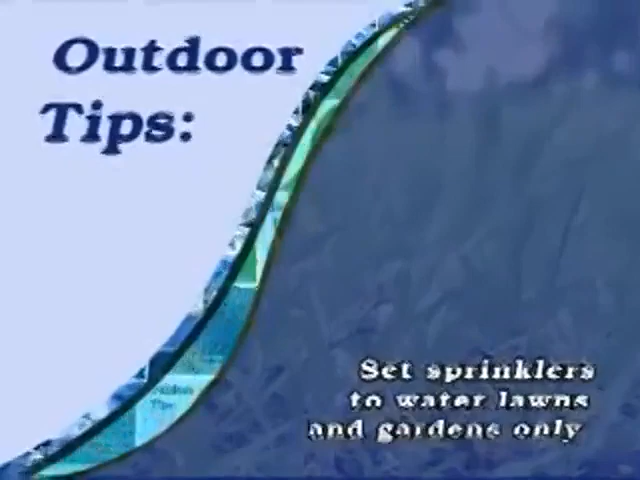 Outdoor
Tips:
Set sprinklers
to water lawns
and gardens only